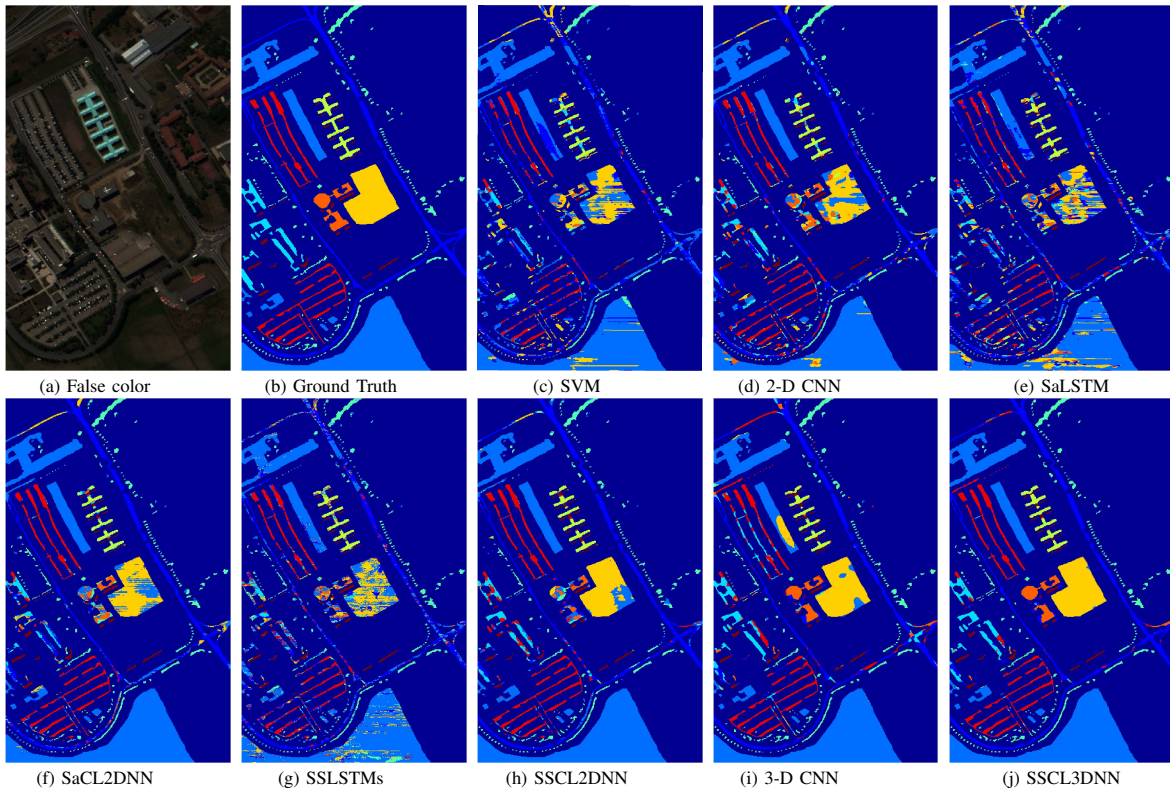 (a) False color
(b) Ground Truth
(c) SVM
(d) 2-D CNN
(e) SaLSTM
(f) SaCL2DNN
(g) SSLSTMs
(h) SSCL2DNN
(i) 3-D CNN
(j) SSCL3DNN